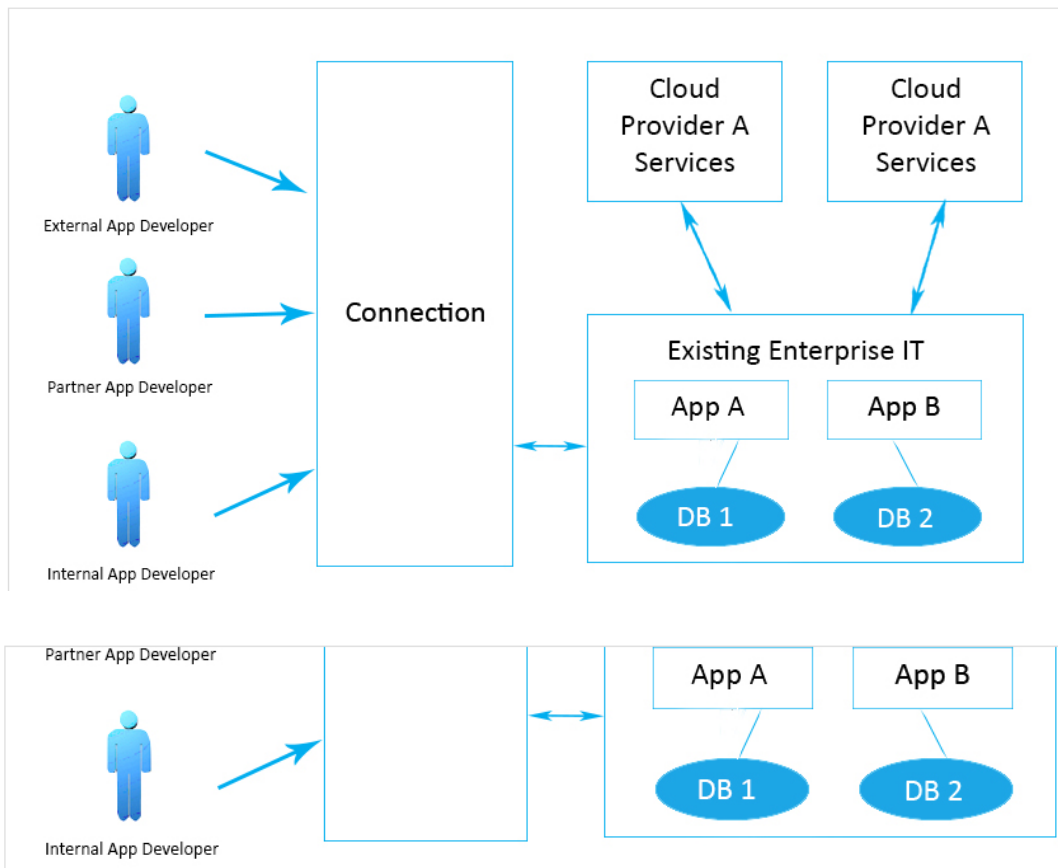 Cloud
Provider A
Services
Cloud
Provider A
Services
External App Developer
Connection
Existing Enterprise IT
Partner App Developer
App A
App B
DB 1
DB 2
Internal App Developer
Partner App Developer
App A
App B
DB 1
DB 2
Internal App Developer